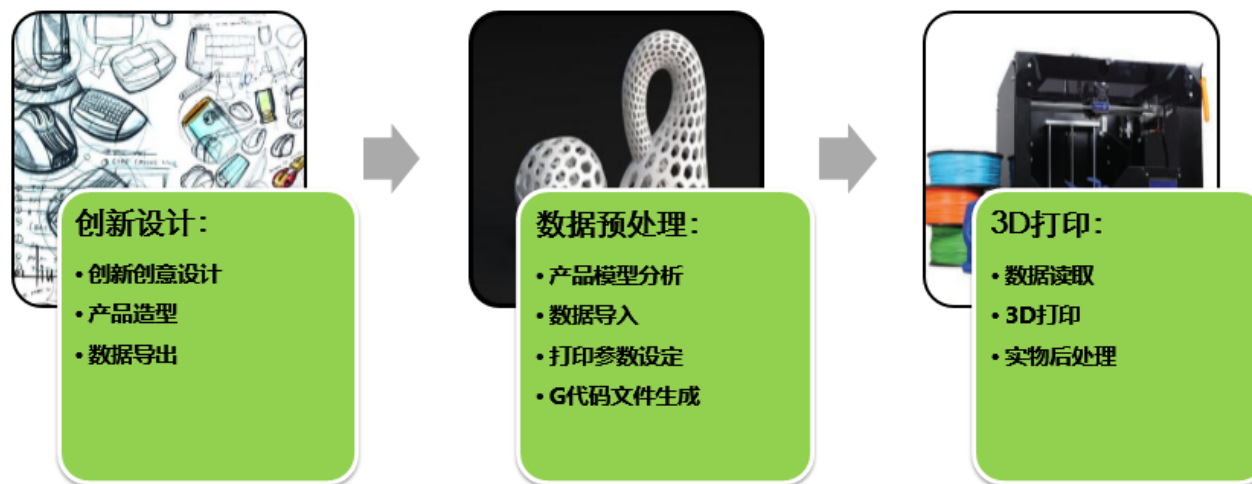 创新设计：
• 创新创意设计
• 产品造型
• 数据导出
数据预处理：
• 产品模型分析
• 数据导入
• 打印参数设定
• G代码文件生成
3D打印：
• 数据读取
• 3D打印
• 实物后处理